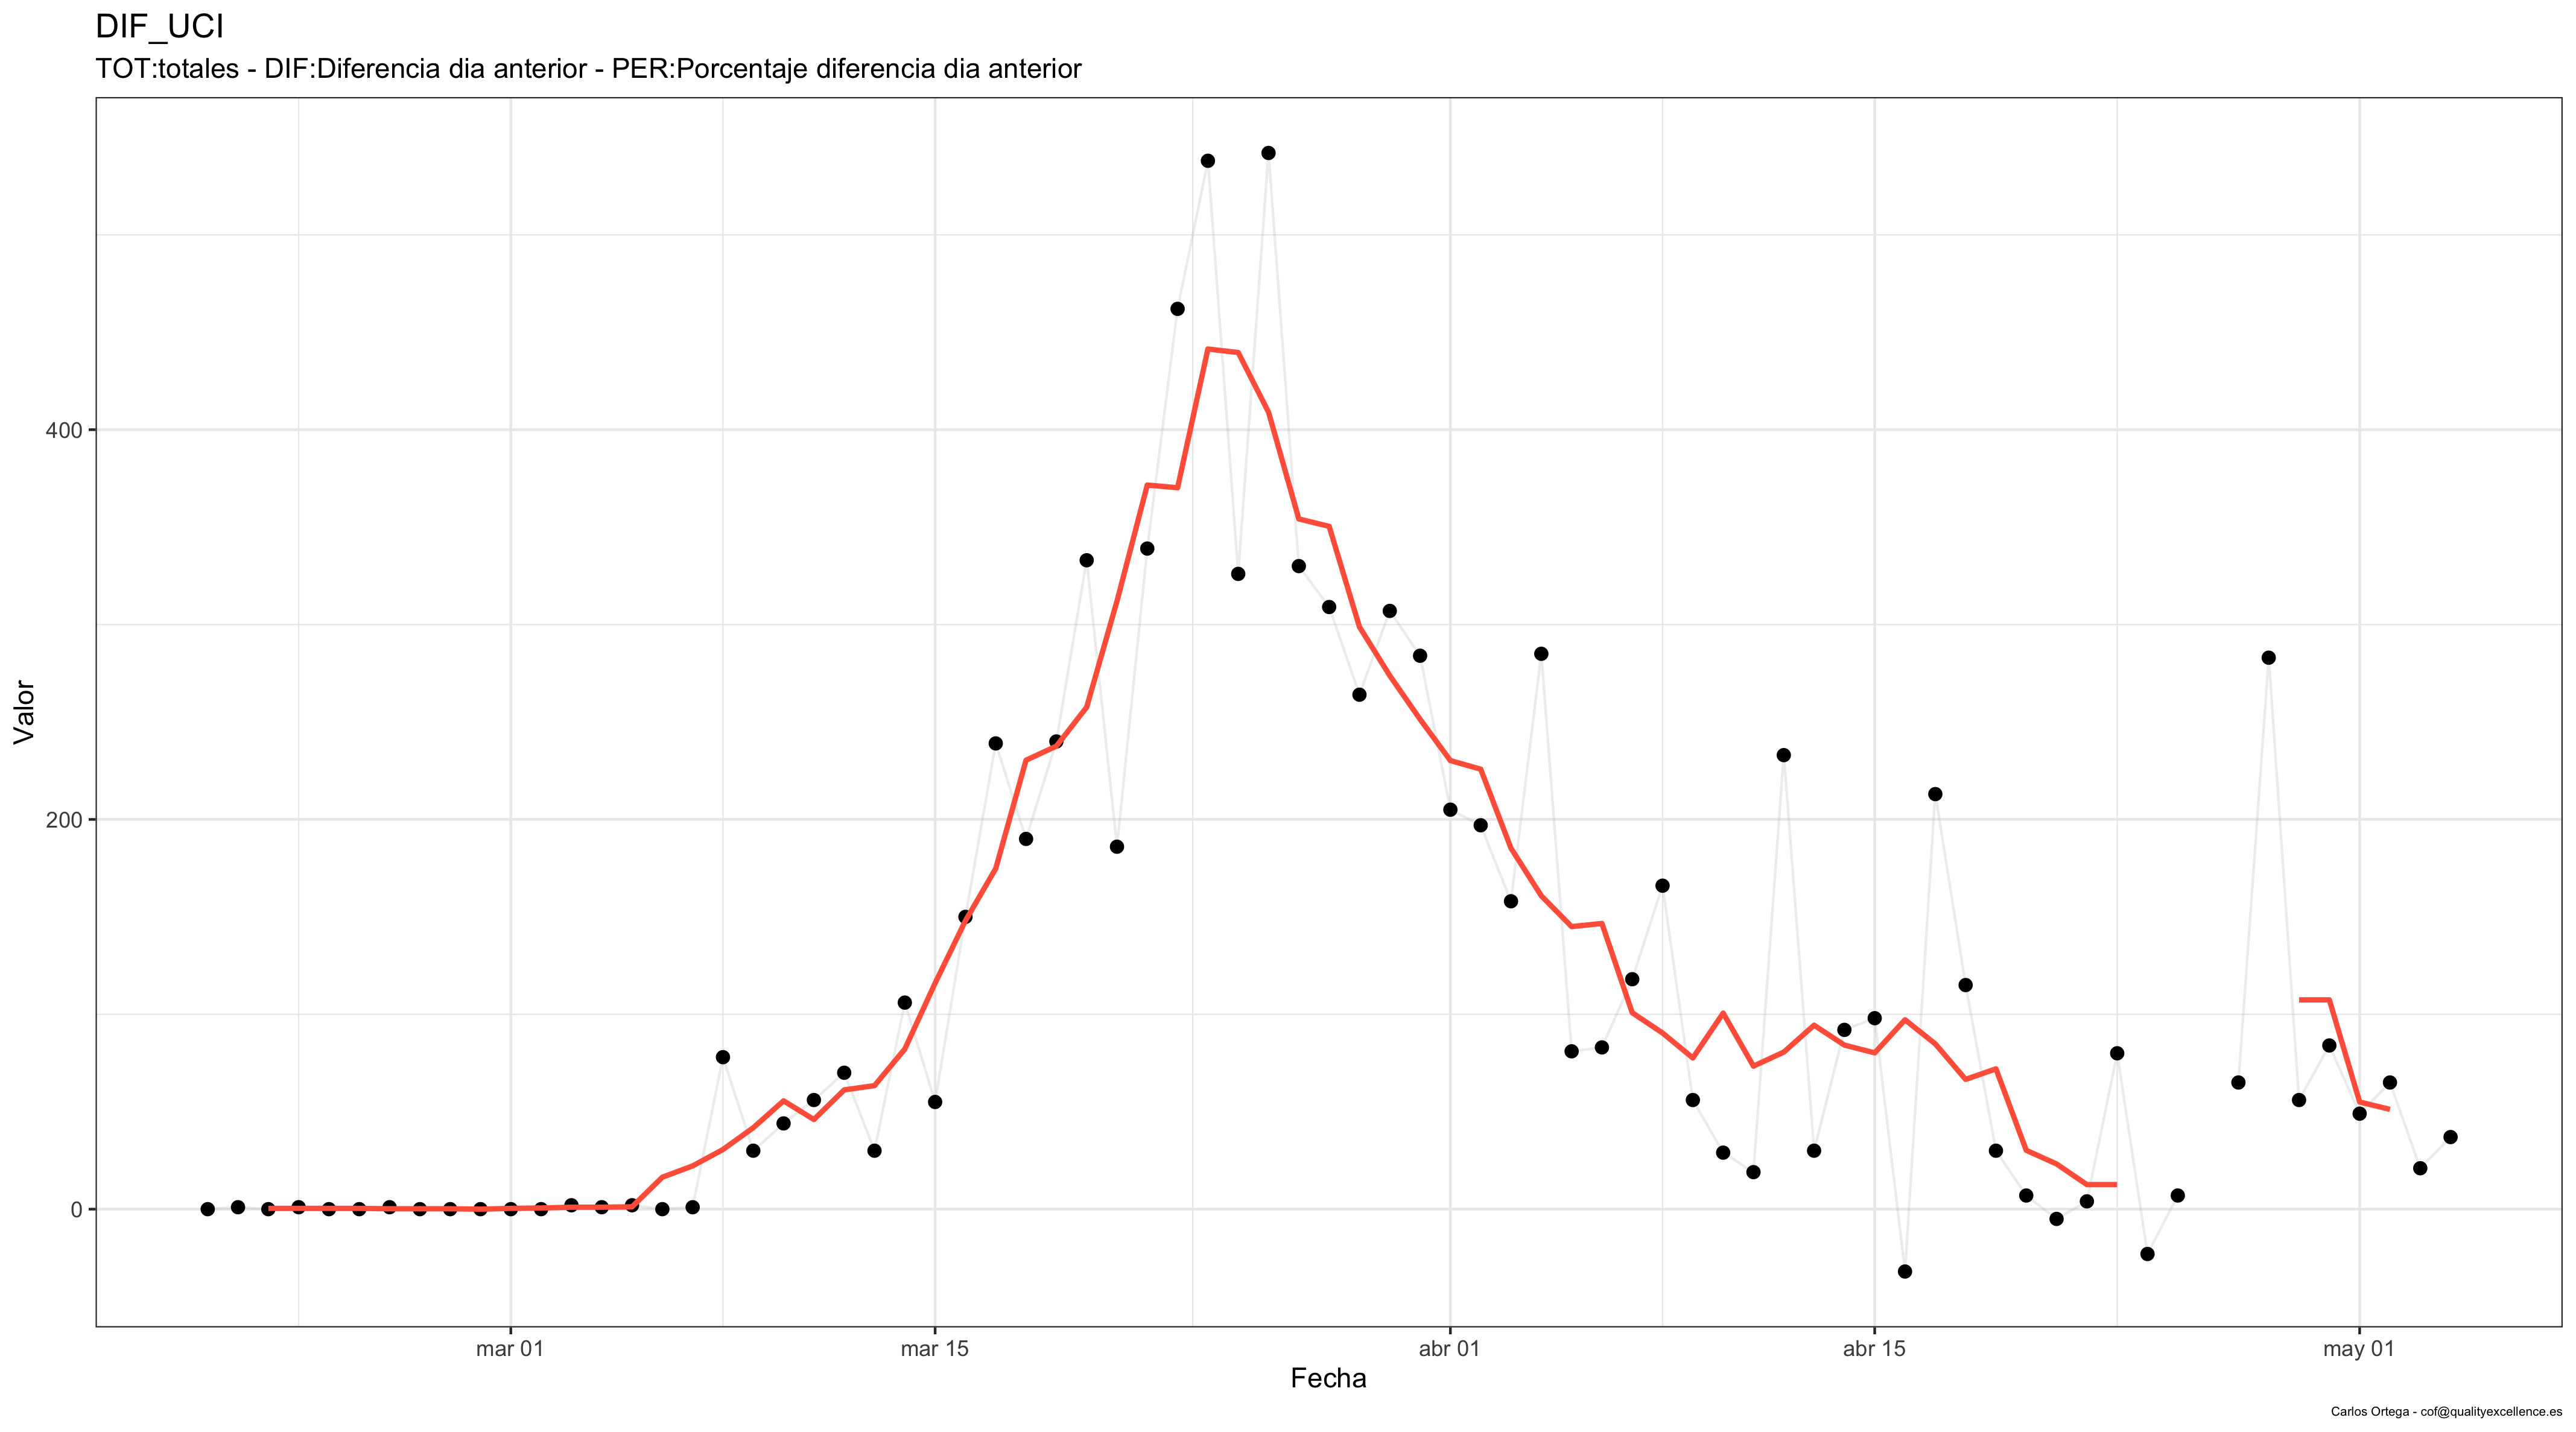 DIF_UCI
TOT:totales - DIF:Diferencia dia anterior - PER:Porcentaje diferencia dia anterior
400
200
0
Valor
mar 01
mar 15
abr 01
abr 15
may 01
Fecha
Carlos Ortega - cof@qualityexcellence.es